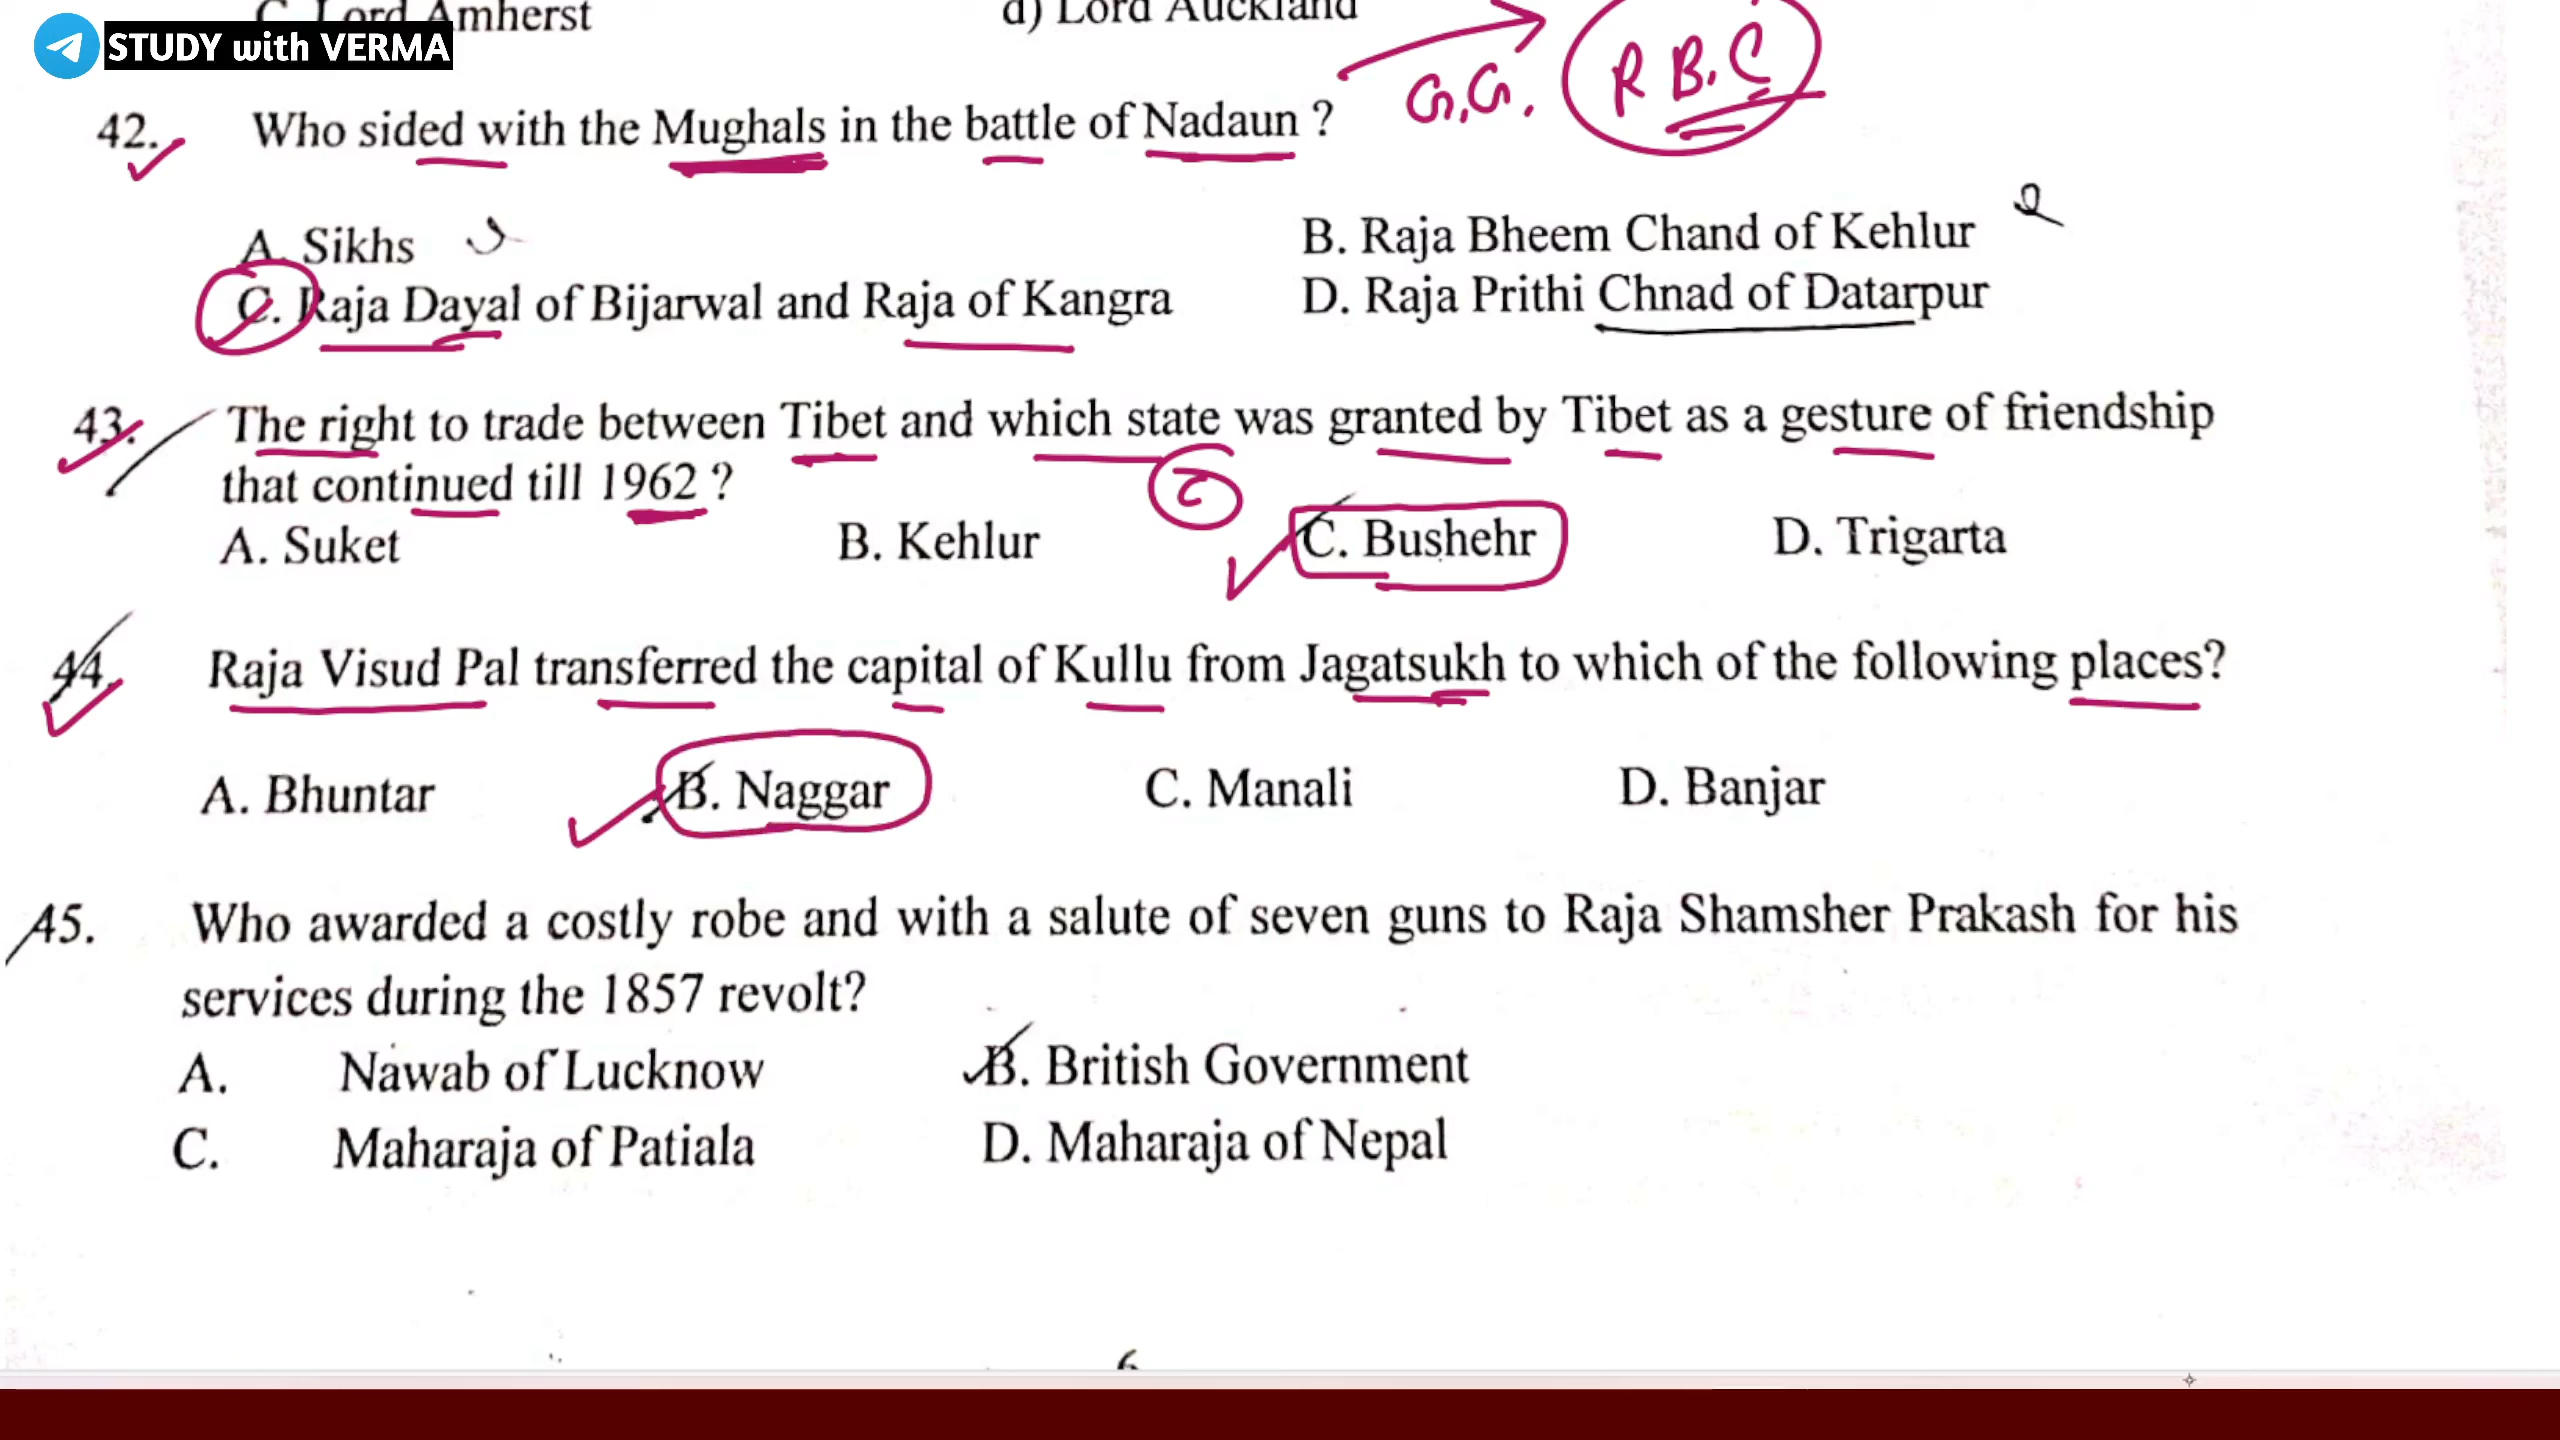 C. Lord Amherst d) Lord Auckland
STUDY with VERMA
G.G. R B.C
42. Who sided with the Mughals in the battle of Nadaun ?
A. Sikhs B. Raja Bheem Chand of Kehlur
C. Raja Dayal of Bijarwal and Raja of Kangra D. Raja Prithi Chnad of Datarpur
43. The right to trade between Tibet and which state was granted by Tibet as a gesture of friendship
that continued till 1962 ?
A. Suket B. Kehlur C. Bushehr D. Trigarta
44. Raja Visud Pal transferred the capital of Kullu from Jagatsukh to which of the following places?
A. Bhuntar B. Naggar C. Manali D. Banjar
45. Who awarded a costly robe and with a salute of seven guns to Raja Shamsher Prakash for his
services during the 1857 revolt?
A. Nawab of Lucknow B. British Government
C. Maharaja of Patiala D. Maharaja of Nepal
6